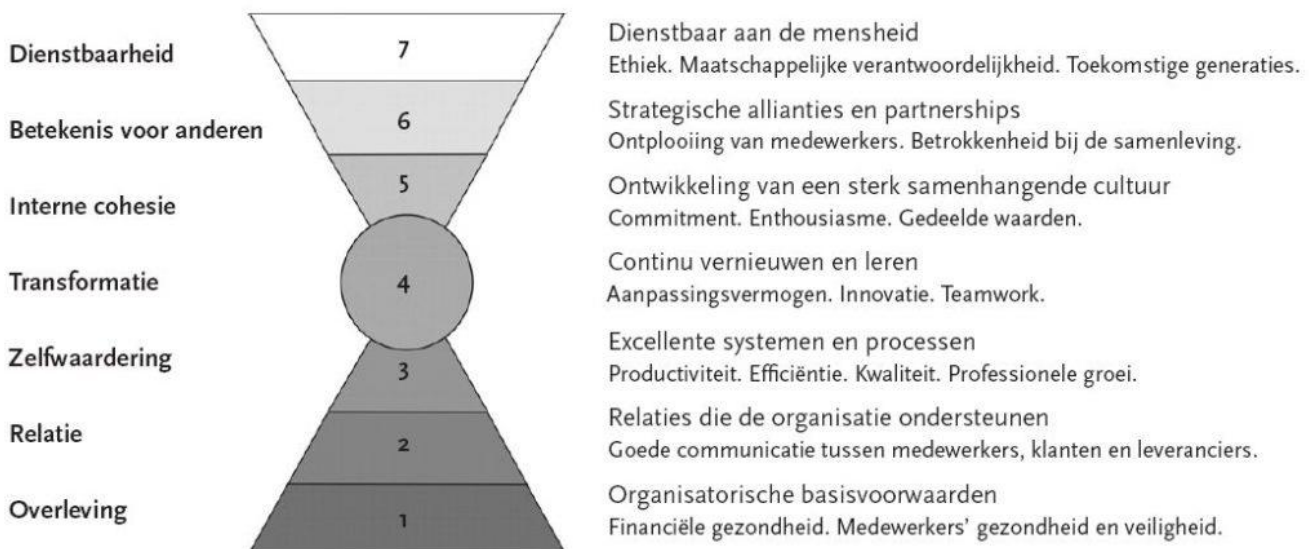 Dienstbaarheid
7
Dienstbaar aan de mensheid
Ethiek. Maatschappelijke verantwoordelijkheid. Toekomstige generaties.
Betekenis voor anderen
6
Strategische allianties en partnerships
Ontplooiing van medewerkers. Betrokkenheid bij de samenleving.
Interne cohesie
5
Ontwikkeling van een sterk samenhangende cultuur
Commitment. Enthousiasme. Gedeelde waarden.
Transformatie
4
Continu vernieuwen en leren
Aanpassingsvermogen. Innovatie. Teamwork.
Zelfwaardering
3
Excellente systemen en processen
Productiviteit. Efficiëntie. Kwaliteit. Professionele groei.
Relatie
2
Relaties die de organisatie ondersteunen
Goede communicatie tussen medewerkers, klanten en leveranciers.
Overleving
1
Organisatorische basisvoorwaarden
Financiële gezondheid. Medewerkers’ gezondheid en veiligheid.